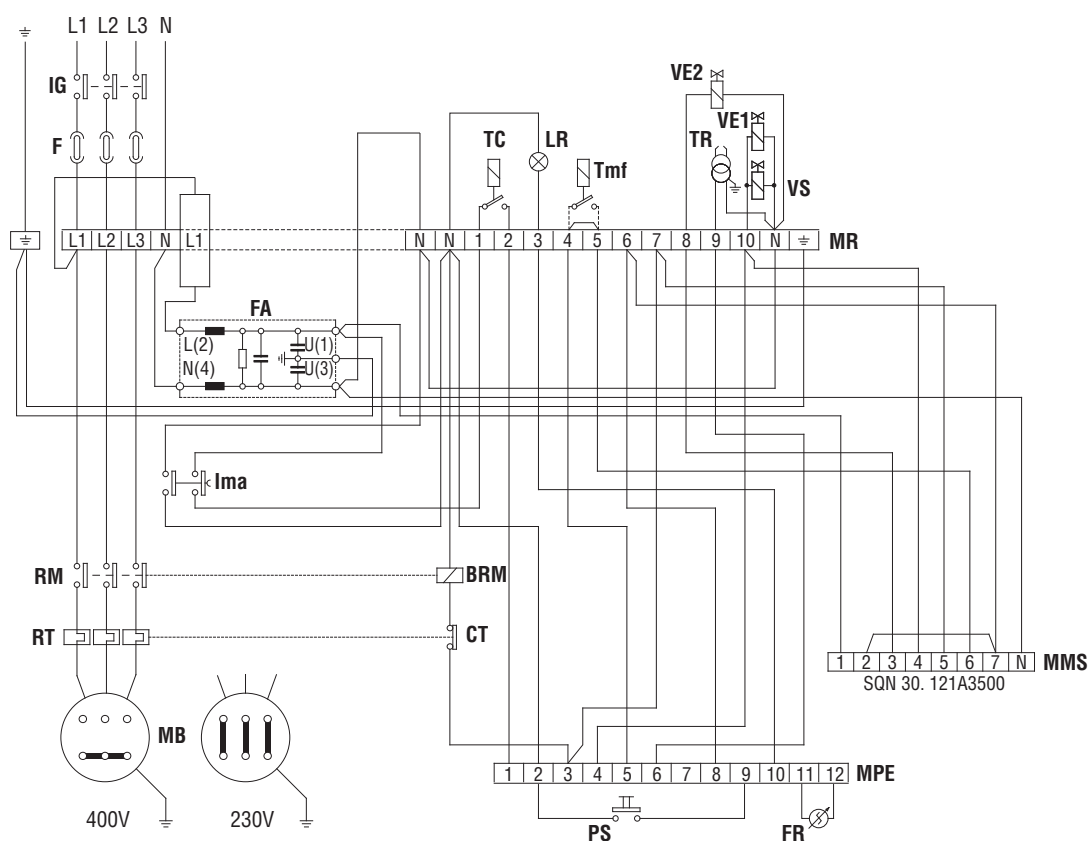 L1 L2 L3 N
IG
F
VE2
VE1
TC LR TR
Tmf
VS
L1 L2 L3 N L1 N N 1 2 3 4 5 6 7 8 9 10 N MR
FA
L(2) U(1)
N(4) U(3)
Ima
RM BRM
RT CT
1 2 3 4 5 6 7 N MMS
SQN 30. 121A3500
MB
1 2 3 4 5 6 7 8 9 10 11 12 MPE
400V 230V
PS FR